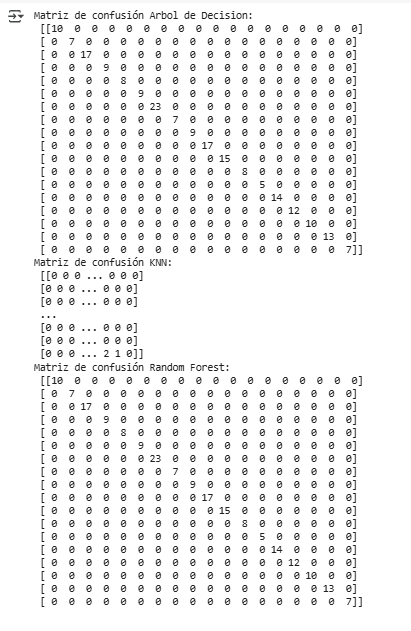 Matriz de confusión Arbol de Decision:
[[10  0  0  0  0  0  0  0  0  0  0  0  0  0  0  0  0  0]
[ 0  7  0  0  0  0  0  0  0  0  0  0  0  0  0  0  0  0]
[ 0  0 17  0  0  0  0  0  0  0  0  0  0  0  0  0  0  0]
[ 0  0  0  9  0  0  0  0  0  0  0  0  0  0  0  0  0  0]
[ 0  0  0  0  8  0  0  0  0  0  0  0  0  0  0  0  0  0]
[ 0  0  0  0  0  9  0  0  0  0  0  0  0  0  0  0  0  0]
[ 0  0  0  0  0  0 23  0  0  0  0  0  0  0  0  0  0  0]
[ 0  0  0  0  0  0  0  7  0  0  0  0  0  0  0  0  0  0]
[ 0  0  0  0  0  0  0  0  9  0  0  0  0  0  0  0  0  0]
[ 0  0  0  0  0  0  0  0  0 17  0  0  0  0  0  0  0  0]
[ 0  0  0  0  0  0  0  0  0  0 15  0  0  0  0  0  0  0]
[ 0  0  0  0  0  0  0  0  0  0  0  8  0  0  0  0  0  0]
[ 0  0  0  0  0  0  0  0  0  0  0  0  5  0  0  0  0  0]
[ 0  0  0  0  0  0  0  0  0  0  0  0  0 14  0  0  0  0]
[ 0  0  0  0  0  0  0  0  0  0  0  0  0  0 12  0  0  0]
[ 0  0  0  0  0  0  0  0  0  0  0  0  0  0  0 10  0  0]
[ 0  0  0  0  0  0  0  0  0  0  0  0  0  0  0  0 13  0]
[ 0  0  0  0  0  0  0  0  0  0  0  0  0  0  0  0  0  7]]
Matriz de confusión KNN:
[[0 0 0 ... 0 0 0]
[0 0 0 ... 0 0 0]
[0 0 0 ... 0 0 0]
...
[0 0 0 ... 0 0 0]
[0 0 0 ... 0 0 0]
[0 0 0 ... 2 1 0]]
Matriz de confusión Random Forest:
[[10  0  0  0  0  0  0  0  0  0  0  0  0  0  0  0  0  0]
[ 0  7  0  0  0  0  0  0  0  0  0  0  0  0  0  0  0  0]
[ 0  0 17  0  0  0  0  0  0  0  0  0  0  0  0  0  0  0]
[ 0  0  0  9  0  0  0  0  0  0  0  0  0  0  0  0  0  0]
[ 0  0  0  0  8  0  0  0  0  0  0  0  0  0  0  0  0  0]
[ 0  0  0  0  0  9  0  0  0  0  0  0  0  0  0  0  0  0]
[ 0  0  0  0  0  0 23  0  0  0  0  0  0  0  0  0  0  0]
[ 0  0  0  0  0  0  0  7  0  0  0  0  0  0  0  0  0  0]
[ 0  0  0  0  0  0  0  0  9  0  0  0  0  0  0  0  0  0]
[ 0  0  0  0  0  0  0  0  0 17  0  0  0  0  0  0  0  0]
[ 0  0  0  0  0  0  0  0  0  0 15  0  0  0  0  0  0  0]
[ 0  0  0  0  0  0  0  0  0  0  0  8  0  0  0  0  0  0]
[ 0  0  0  0  0  0  0  0  0  0  0  0  5  0  0  0  0  0]
[ 0  0  0  0  0  0  0  0  0  0  0  0  0 14  0  0  0  0]
[ 0  0  0  0  0  0  0  0  0  0  0  0  0  0 12  0  0  0]
[ 0  0  0  0  0  0  0  0  0  0  0  0  0  0  0 10  0  0]
[ 0  0  0  0  0  0  0  0  0  0  0  0  0  0  0  0 13  0]
[ 0  0  0  0  0  0  0  0  0  0  0  0  0  0  0  0  0  7]]